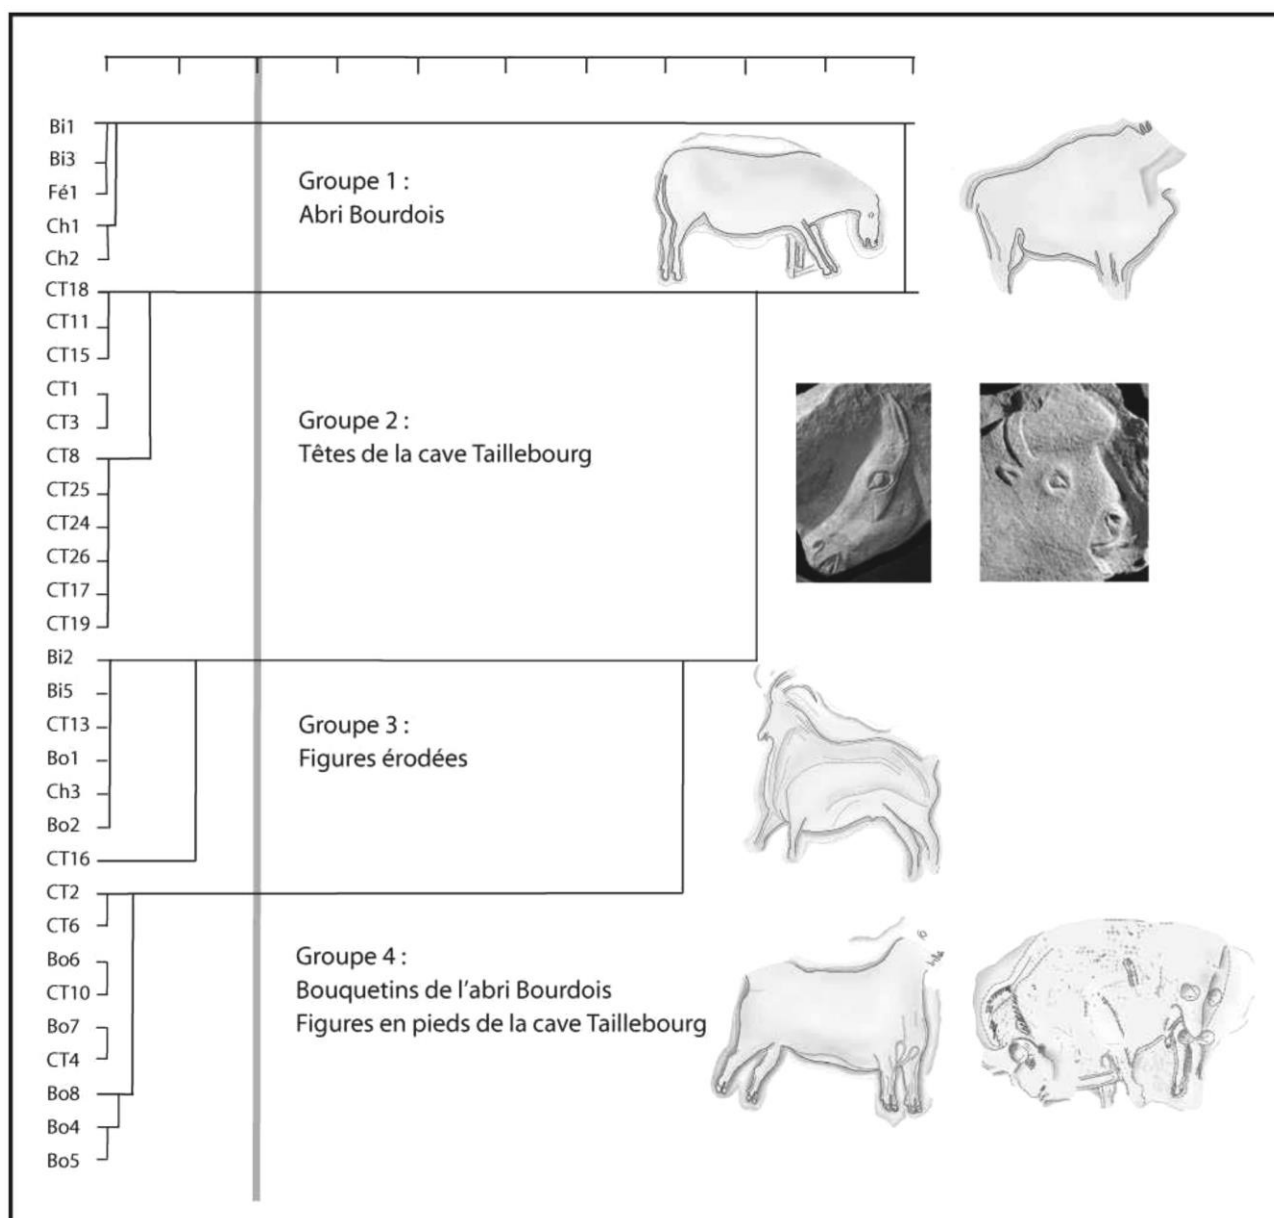 Bi1
Bi3
Fé1
Ch1
Ch2
Groupe 1 :
Abri Bourdois
CT18
CT11
CT15
CT1
CT3
CT8
CT25
CT24
CT26
CT17
CT19
Groupe 2 :
Têtes de la cave Taillebourg
Bi2
Bi5
CT13
Bo1
Ch3
Bo2
CT16
Groupe 3 :
Figures érodées
CT2
CT6
Bo6
CT10
Bo7
CT4
Bo8
Bo4
Bo5
Groupe 4 :
Bouquetins de l'abri Bourdois
Figures en pieds de la cave Taillebourg